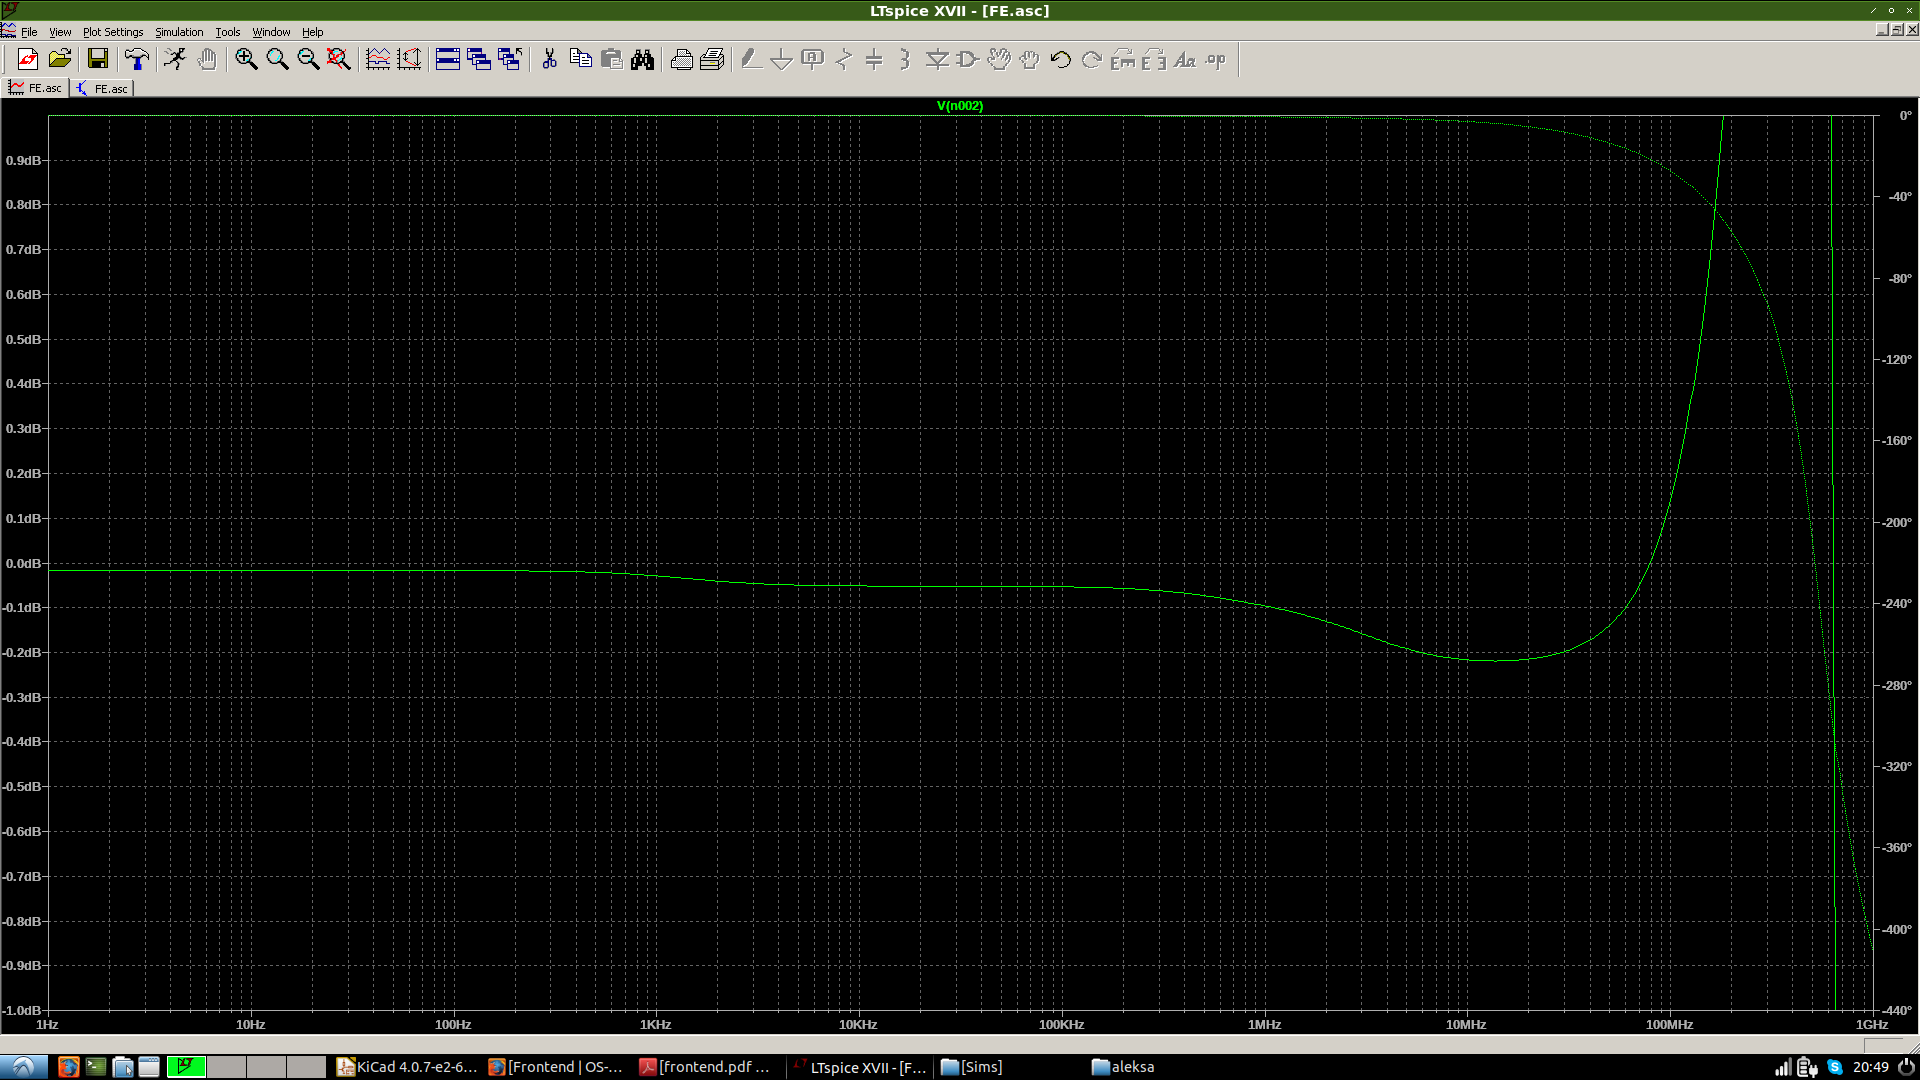 LTspice XVII - [FE.asc]
File View Plot Settings Simulation Tools Window Help
FE.asc FE.asc
V(n002)
0.9dB
0.8dB
0.7dB
0.6dB
0.5dB
0.4dB
0.3dB
0.2dB
0.1dB
0.0dB
-0.1dB
-0.2dB
-0.3dB
-0.4dB
-0.5dB
-0.6dB
-0.7dB
-0.8dB
-0.9dB
-1.0dB
0°
-40°
-80°
-120°
-160°
-200°
-240°
-280°
-320°
-360°
-400°
-440°
1Hz 10Hz 100Hz 1KHz 10KHz 100KHz 1MHz 10MHz 100MHz 1GHz
KiCad 4.0.7-e2-6... [Frontend | OS-... [frontend.pdf ... LTspice XVII - [F... [Sims] aleksa 20:49